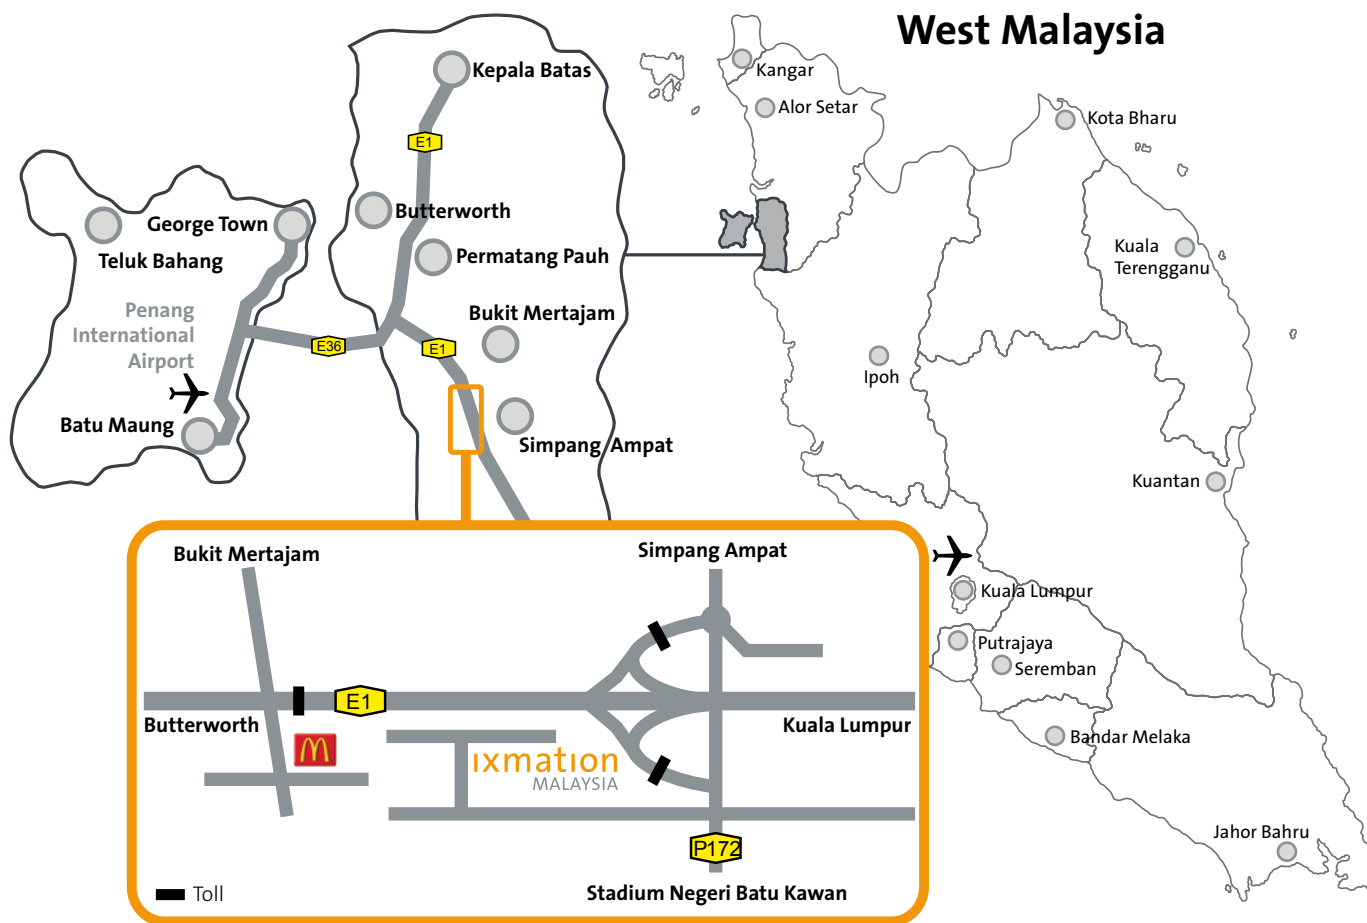 West Malaysia
Kepala Batas
E1
Butterworth
George Town
Teluk Bahang
Permatang Pauh
Penang
International
Airport
Bukit Mertajam
E36
E1
Batu Maung
Simpang Ampat
Kangar
Alor Setar
Kota Bharu
Kuala
Terengganu
Ipoh
Kuantan
Kuala Lumpur
Putrajaya
Seremban
Bandar Melaka
Jahor Bahru
Bukit Mertajam
Simpang Ampat
E1
Butterworth
Kuala Lumpur
M
ixmation
MALAYSIA
P172
Toll
Stadium Negeri Batu Kawan